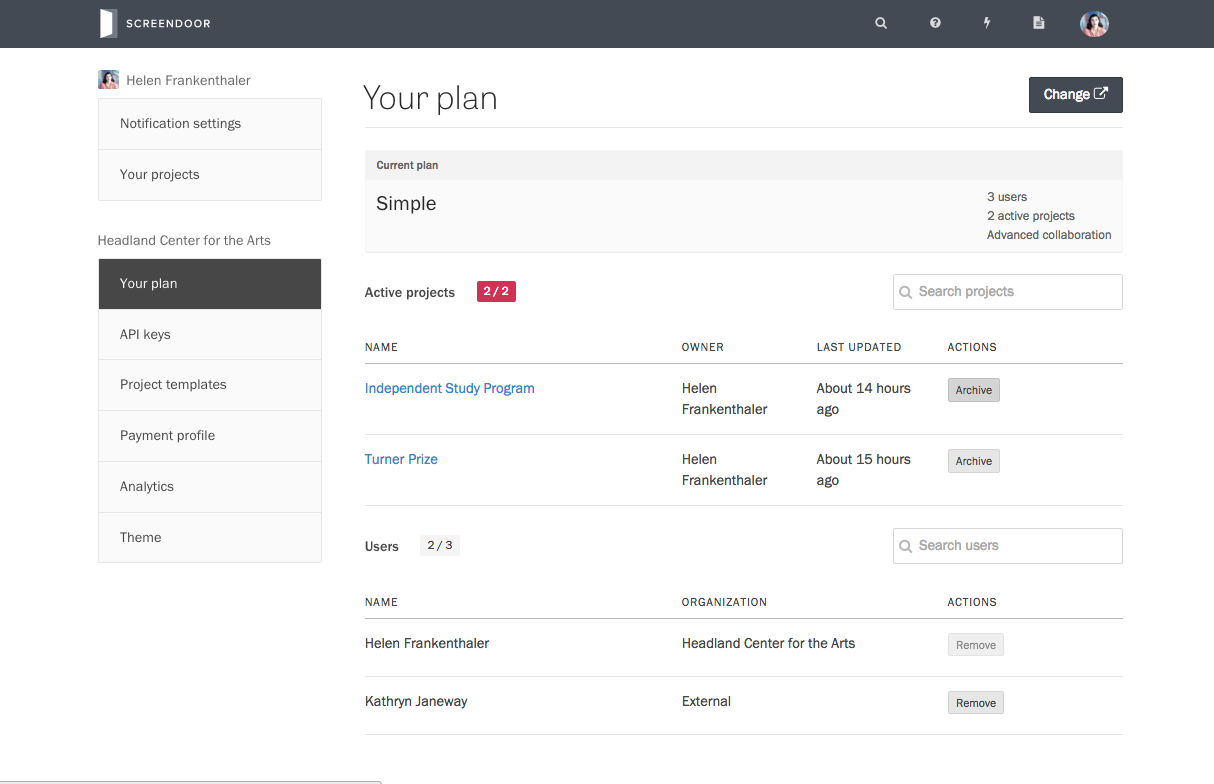 SCREENDOOR
Helen Frankenthaler
Notification settings
Your projects
Headland Center for the Arts
Your plan
API keys
Project templates
Payment profile
Analytics
Theme
Your plan
Change
Current plan
Simple
3 users
2 active projects
Advanced collaboration
Active projects 2 / 2
Search projects
NAME OWNER LAST UPDATED ACTIONS
Independent Study Program Helen About 14 hours Archive
Frankenthaler ago
Turner Prize Helen About 15 hours Archive
Frankenthaler ago
Users 2 / 3
Search users
NAME ORGANIZATION ACTIONS
Helen Frankenthaler Headland Center for the Arts Remove
Kathryn Janeway External Remove